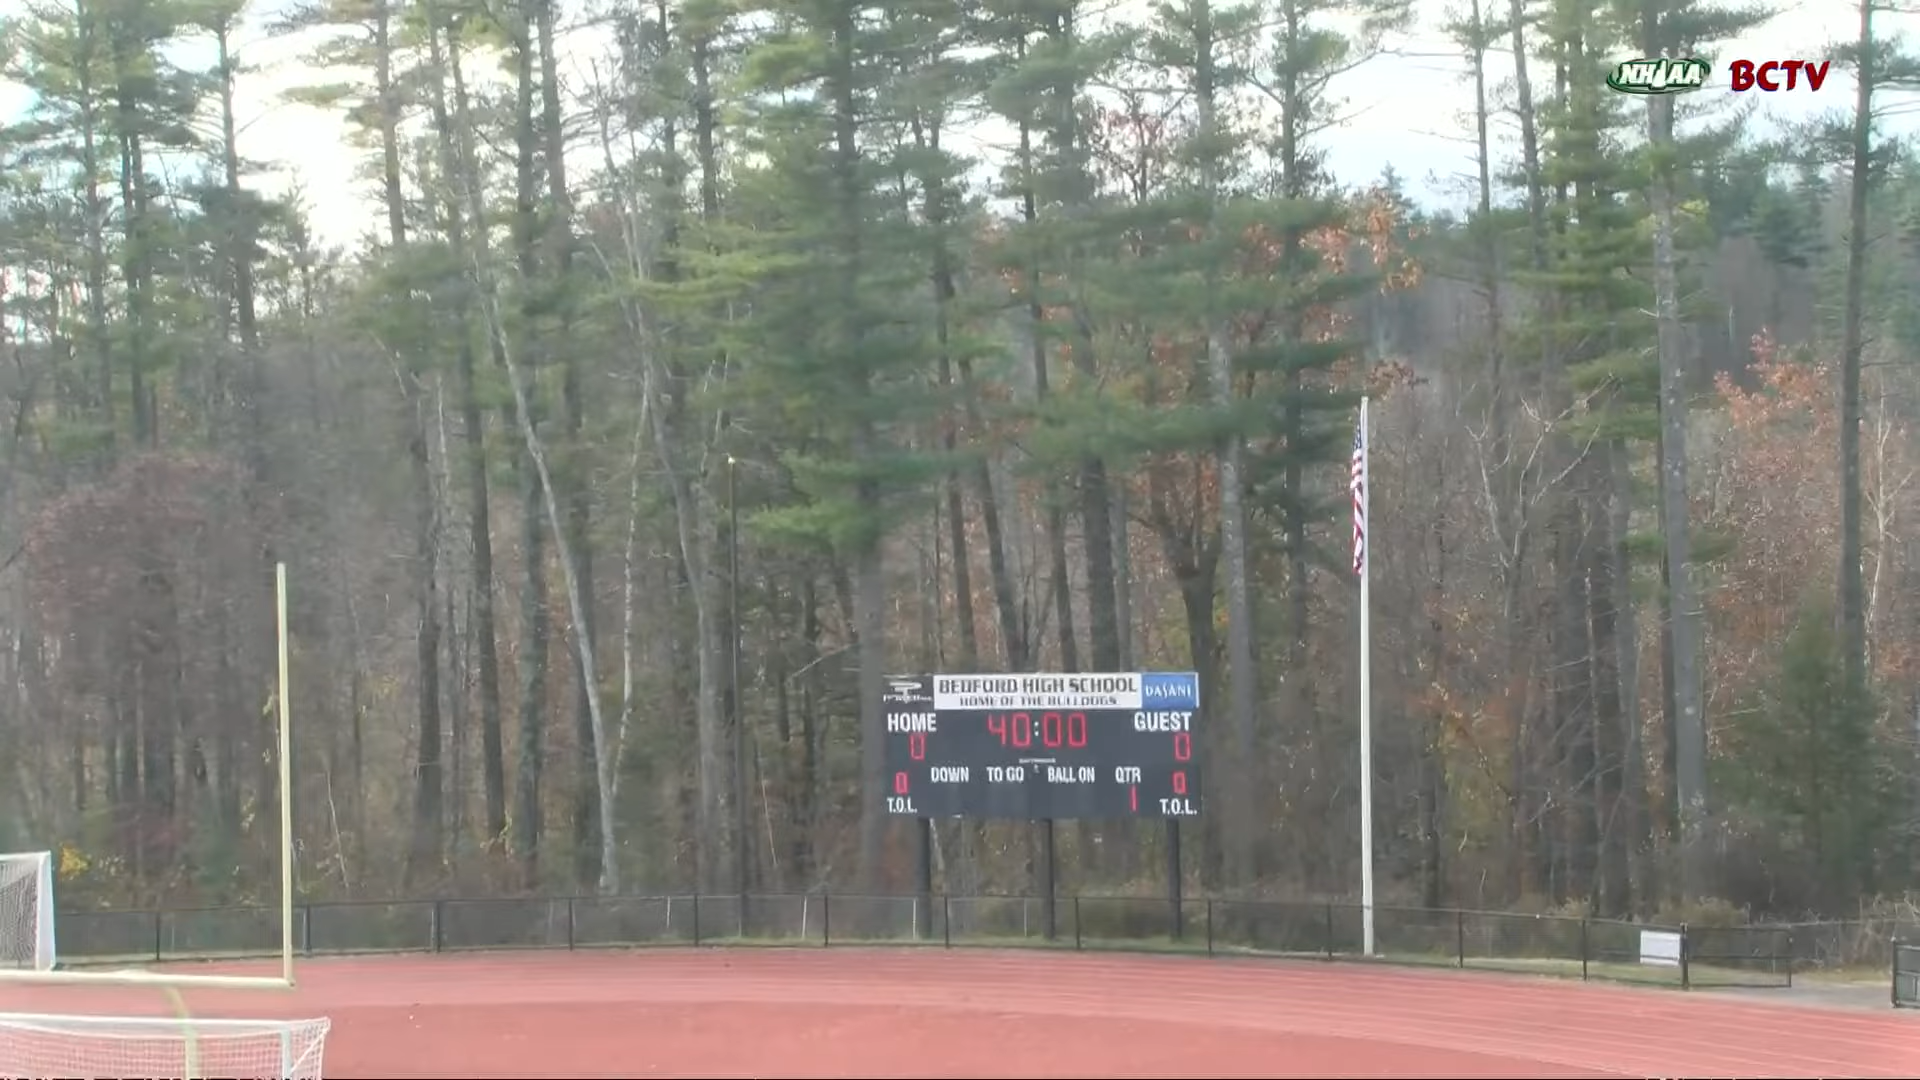 NHIAA BCTV
BEDFORD HIGH SCHOOL DASANI
HOME OF THE BULLDOGS
HOME 40:00 GUEST
0 0
0 DOWN TO GO BALL ON QTR 0
T.O.L. 1 T.O.L.